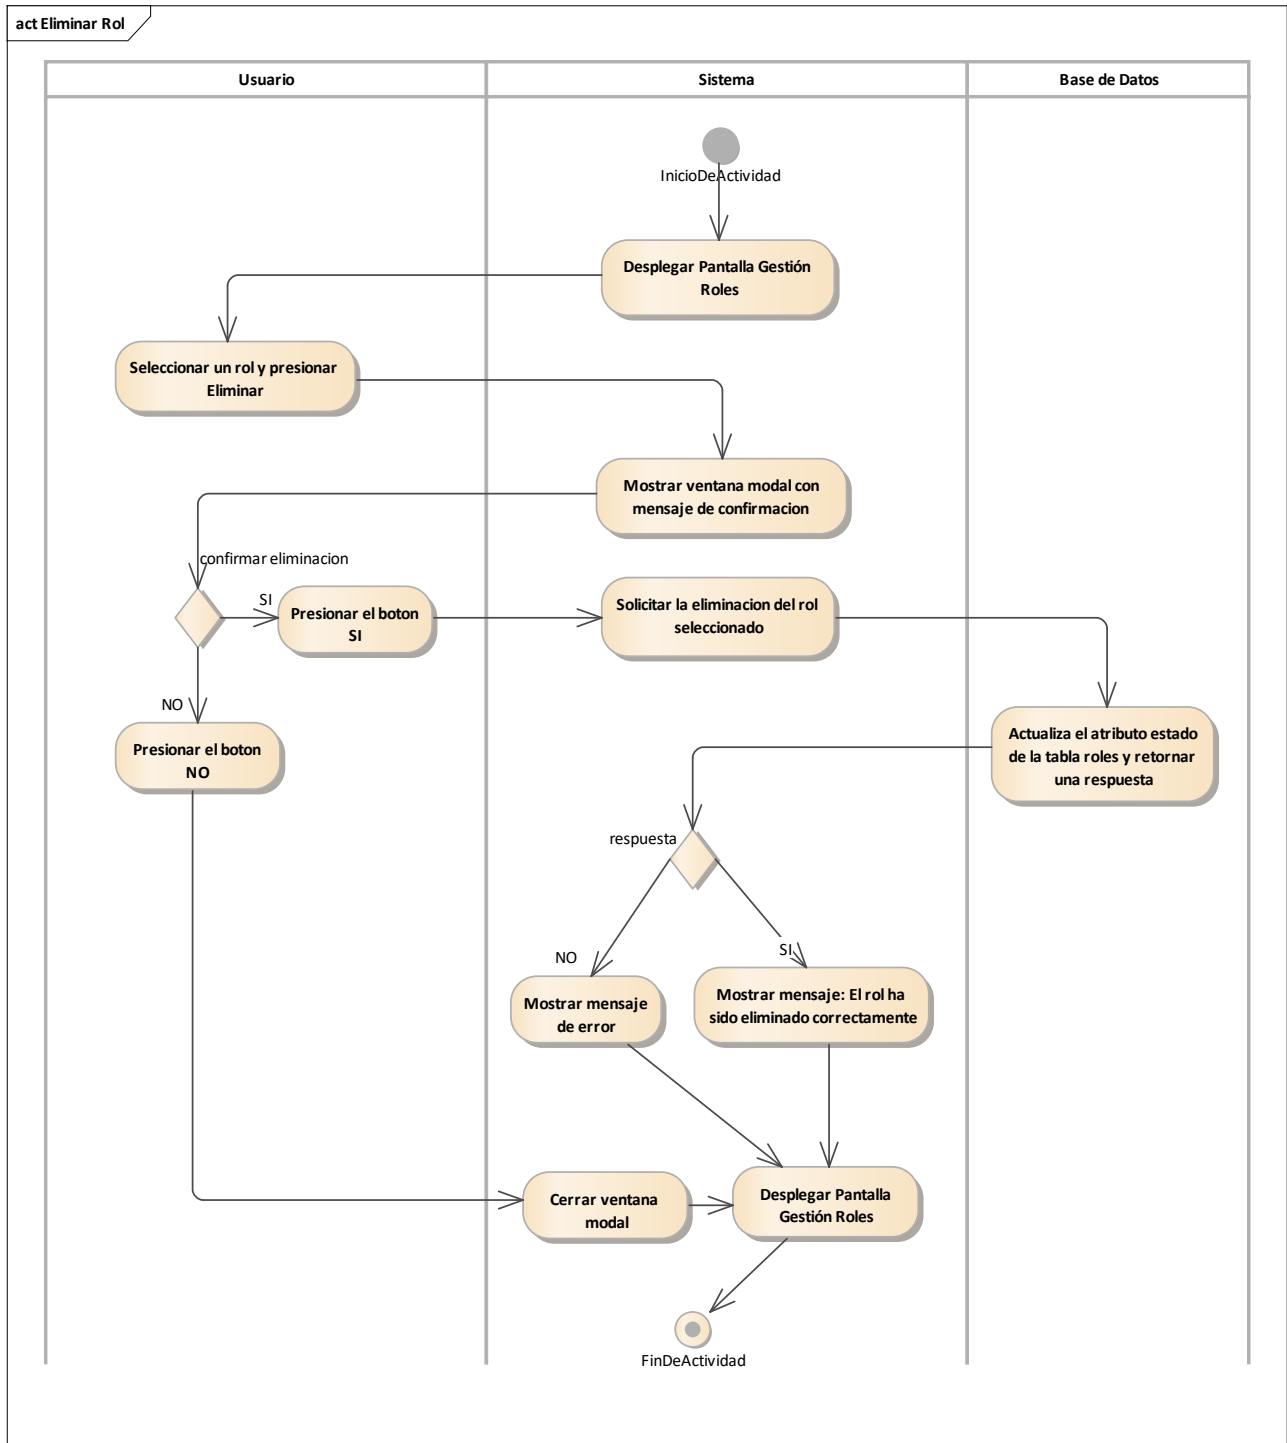 act Eliminar Rol
Usuario
Sistema
Base de Datos
InicioDeActividad
Desplegar Pantalla Gestión
Roles
Seleccionar un rol y presionar
Eliminar
Mostrar ventana modal con
mensaje de confirmacion
confirmar eliminacion
SI
Presionar el boton
SI
Solicitar la eliminacion del rol
seleccionado
NO
Presionar el boton
NO
Actualiza el atributo estado
de la tabla roles y retornar
una respuesta
respuesta
NO
SI
Mostrar mensaje
de error
Mostrar mensaje: El rol ha
sido eliminado correctamente
Cerrar ventana
modal
Desplegar Pantalla
Gestión Roles
FinDeActividad